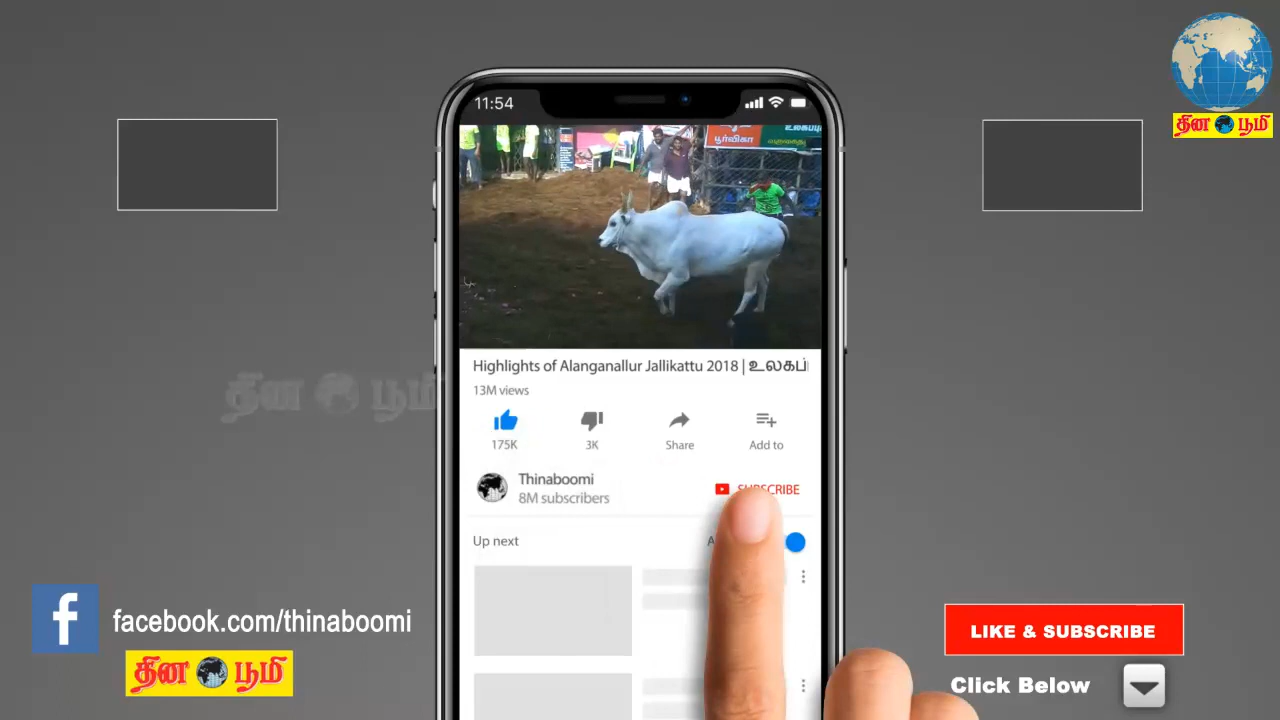 தின பூமி
11:54
பூர்விகா
Highlights of Alanganallur Jallikattu 2018 | உலகப்
13M views
175K
3K
Share
Add to
தின பூமி
Thinaboomi
8M subscribers
SUBSCRIBE
Up next
facebook.com/thinaboomi
தின பூமி
LIKE & SUBSCRIBE
Click Below